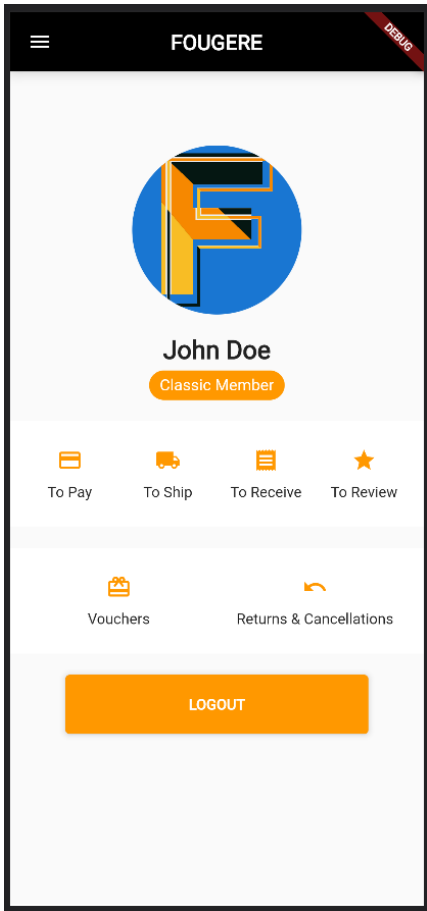 FOUGERE
DEBUG
F
John Doe
Classic Member
To Pay To Ship To Receive To Review
Vouchers Returns & Cancellations
LOGOUT